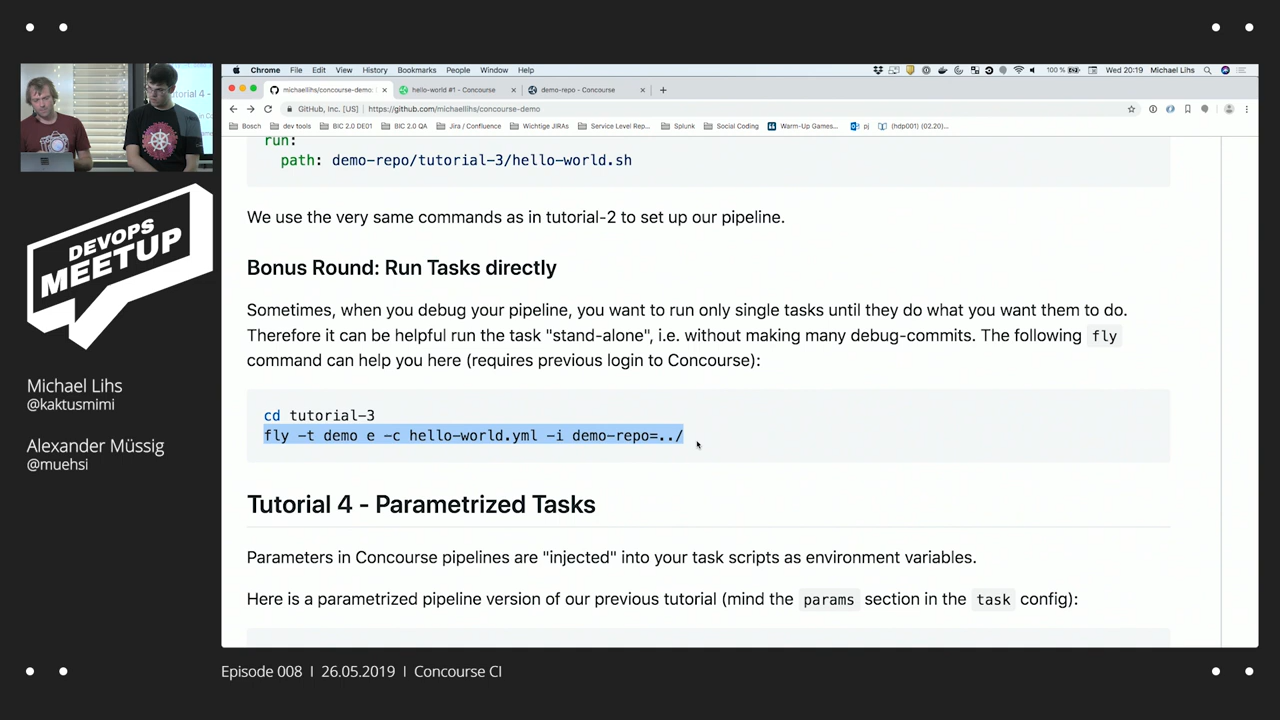 Chrome File Edit View History Bookmarks People Window Help 100 % Wed 20:19 Michael Lihs
michaellihs/concourse-demo: × hello-world #1 - Concourse × demo-repo - Concourse × +
GitHub, Inc. [US] | https://github.com/michaellihs/concourse-demo
Bosch dev tools BIC 2.0 DE01 BIC 2.0 QA Jira / Confluence Wichtige JIRAs Service Level Rep... Splunk Social Coding Warm-Up Games... pj (hdp001) (02.20)...
run:
path: demo-repo/tutorial-3/hello-world.sh
We use the very same commands as in tutorial-2 to set up our pipeline.
Bonus Round: Run Tasks directly
Sometimes, when you debug your pipeline, you want to run only single tasks until they do what you want them to do.
Therefore it can be helpful run the task "stand-alone", i.e. without making many debug-commits. The following fly
command can help you here (requires previous login to Concourse):
cd tutorial-3
fly -t demo e -c hello-world.yml -i demo-repo=../
Tutorial 4 - Parametrized Tasks
Parameters in Concourse pipelines are "injected" into your task scripts as environment variables.
Here is a parametrized pipeline version of our previous tutorial (mind the params section in the task config):
DEVOPS
MEETUP
Michael Lihs
@kaktusmimi
Alexander Müssig
@muehsi
Episode 008 | 26.05.2019 | Concourse CI